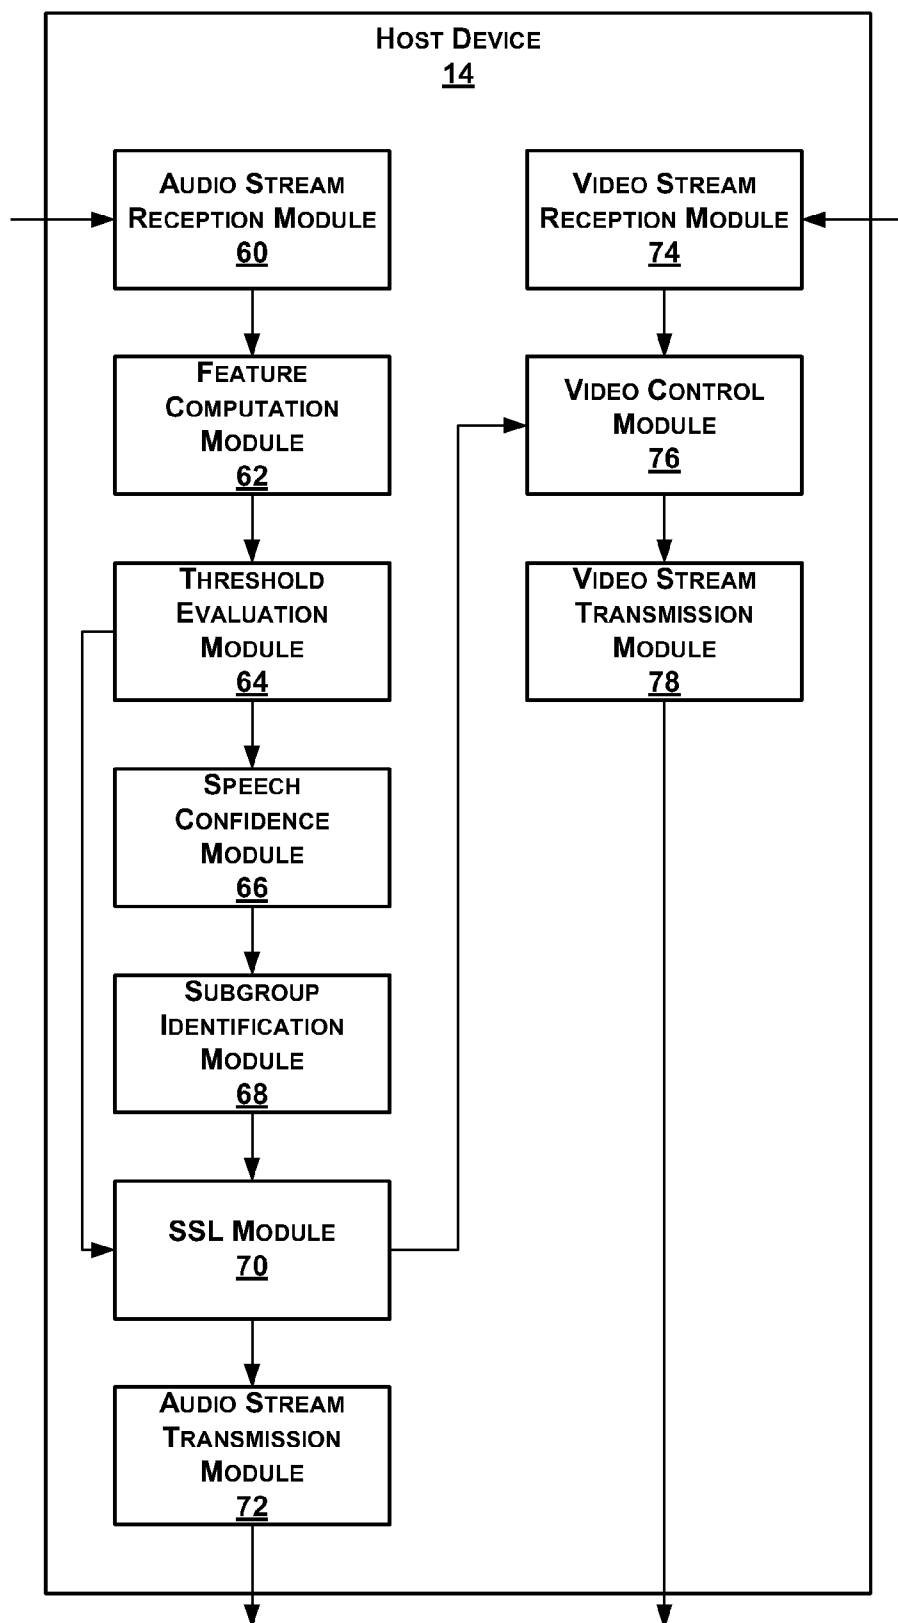 HOST DEVICE
14
AUDIO STREAM
RECEPTION MODULE
60
FEATURE
COMPUTATION
MODULE
62
THRESHOLD
EVALUATION
MODULE
64
SPEECH
CONFIDENCE
MODULE
66
SUBGROUP
IDENTIFICATION
MODULE
68
SSL MODULE
70
AUDIO STREAM
TRANSMISSION
MODULE
72
VIDEO STREAM
RECEPTION MODULE
74
VIDEO CONTROL
MODULE
76
VIDEO STREAM
TRANSMISSION
MODULE
78